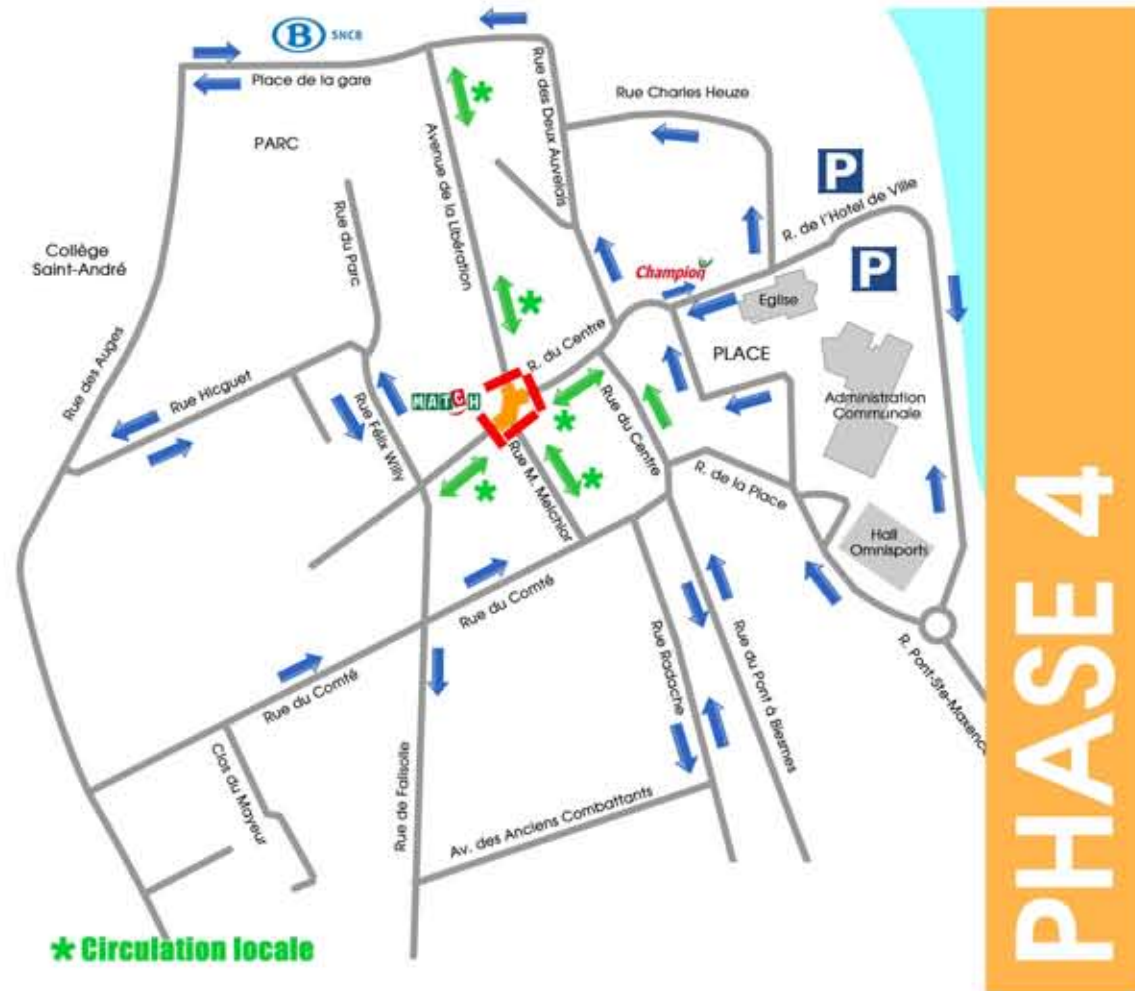 B
SNCB
Place de la gare
PARC
Collège
Saint-André
Rue des Auges
Rue Hicguet
Rue du Parc
Avenue de la Libération
Rue des Deux Auvelais
Rue Charles Heuze
P
R. de l'Hotel de Ville
P
Champion
Eglise
PLACE
Administration
Communale
R. du Centre
MATCH
Rue Félix Willy
Rue M. Melchior
Rue du Centre
R. de la Place
Hall
Omnisports
R. Pont-Ste-Maxence
Rue du Comté
Rue du Comté
Rue Radache
Rue du Pont à Biesmes
Clos du Mayeur
Rue de Falisolle
Av. des Anciens Combattants
* Circulation locale
PHASE 4